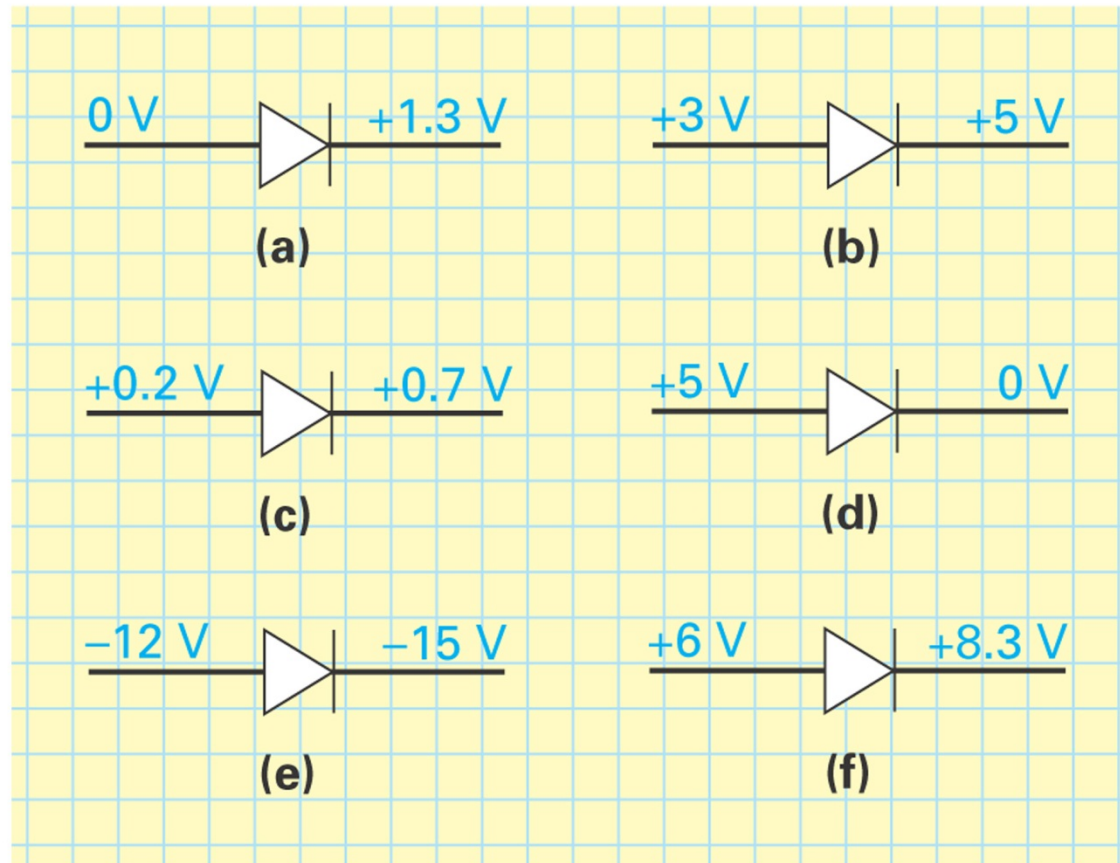 0 V +1.3 V +3 V +5 V
(a) (b)
+0.2 V +0.7 V +5 V 0 V
(c) (d)
–12 V –15 V +6 V +8.3 V
(e) (f)